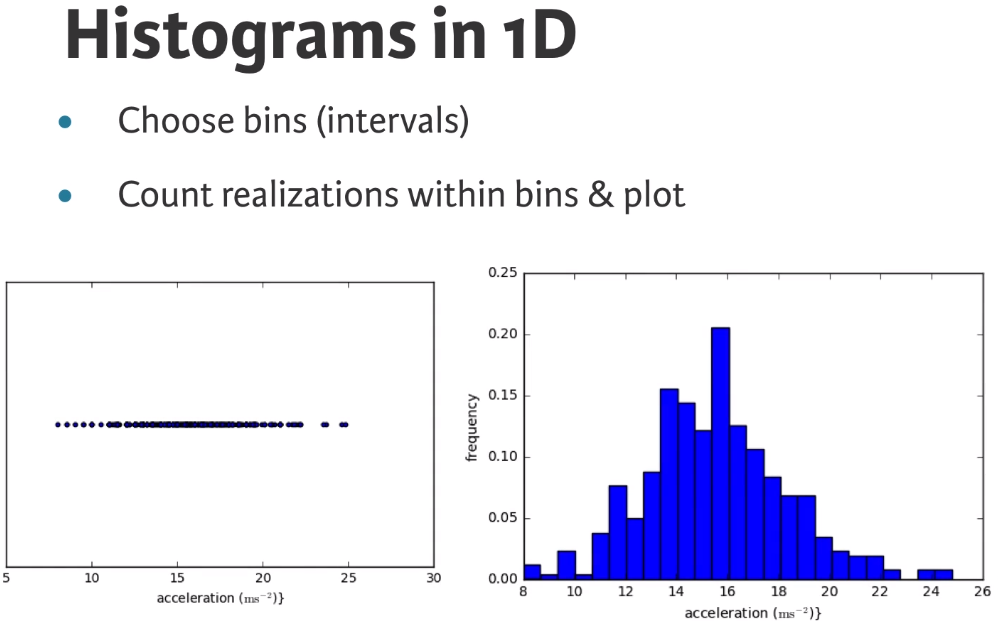 Histograms in 1D
• Choose bins (intervals)
• Count realizations within bins & plot
5 10 15 20 25 30
acceleration (ms⁻²)}
0.25
0.20
0.15
0.10
0.05
0.00
frequency
8 10 12 14 16 18 20 22 24 26
acceleration (ms⁻²)}